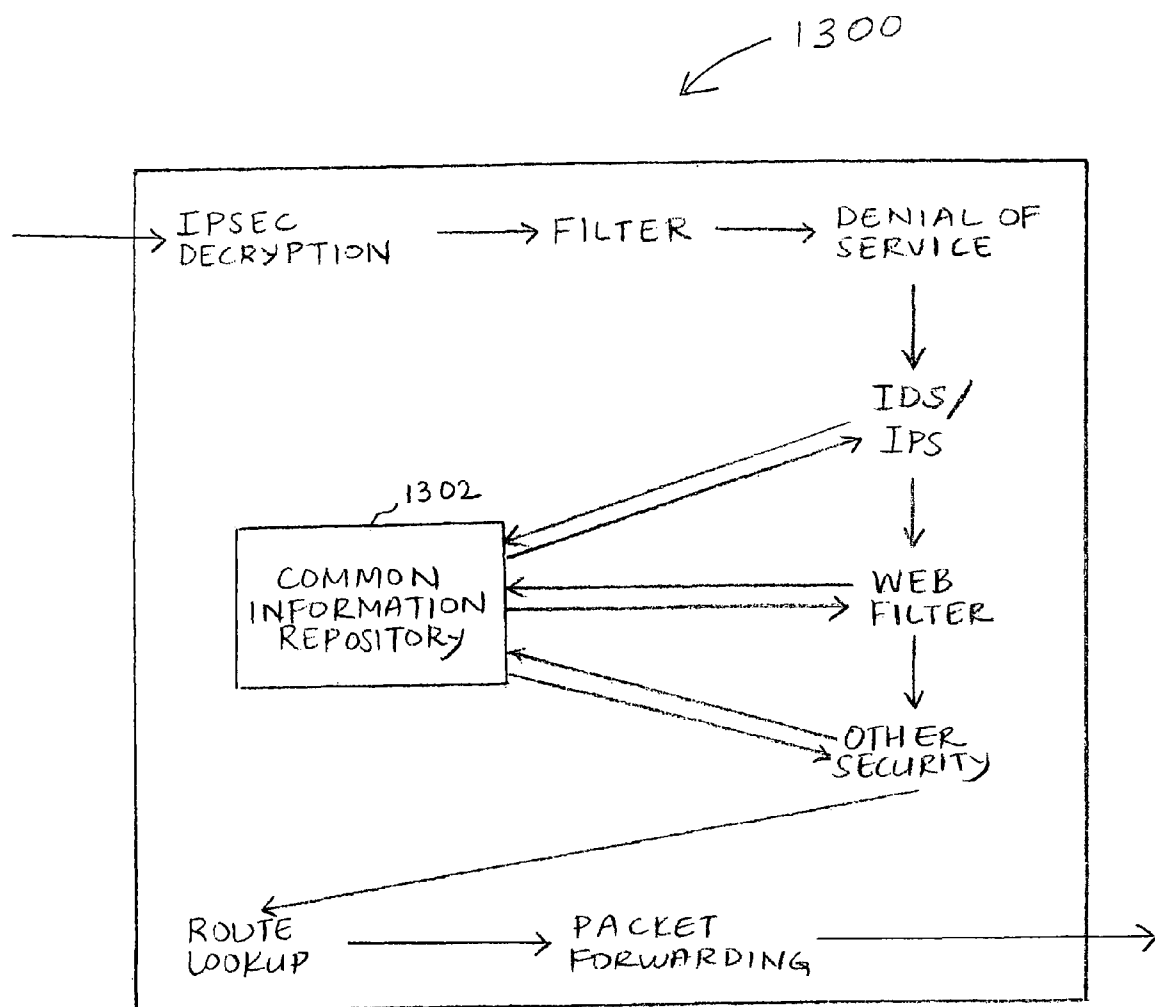 1300
IPSEC
DECRYPTION
FILTER
DENIAL OF
SERVICE
IDS/
IPS
1302
COMMON
INFORMATION
REPOSITORY
WEB
FILTER
OTHER
SECURITY
ROUTE
LOOKUP
PACKET
FORWARDING